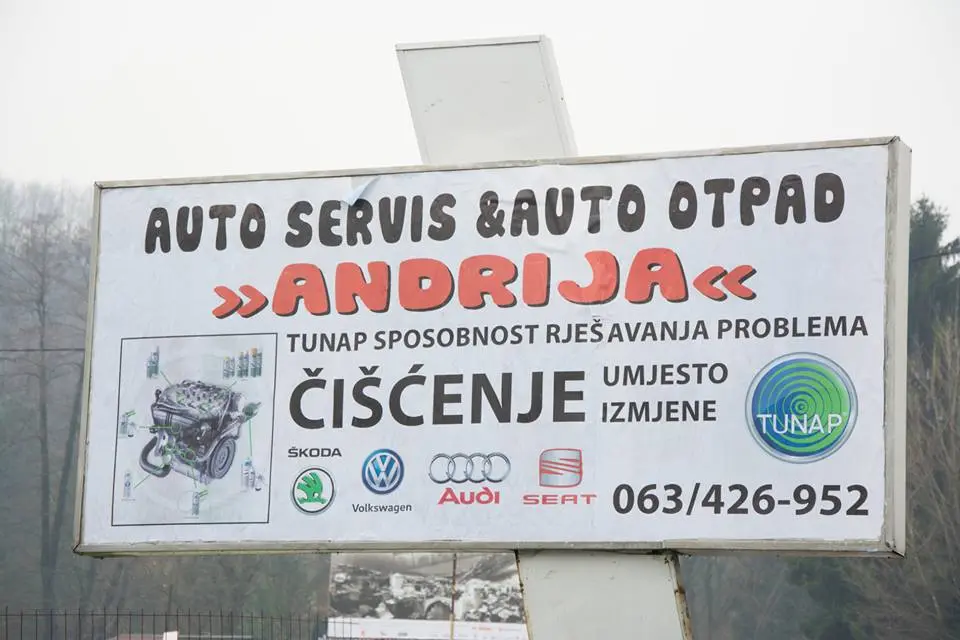 AUTO SERVIS & AUTO OTPAD
»ANDRIJA«
TUNAP SPOSOBNOST RJEŠAVANJA PROBLEMA
ČIŠĆENJE
UMJESTO
IZMJENE
TUNAP
ŠKODA
Volkswagen
Audi
SEAT
063/426-952